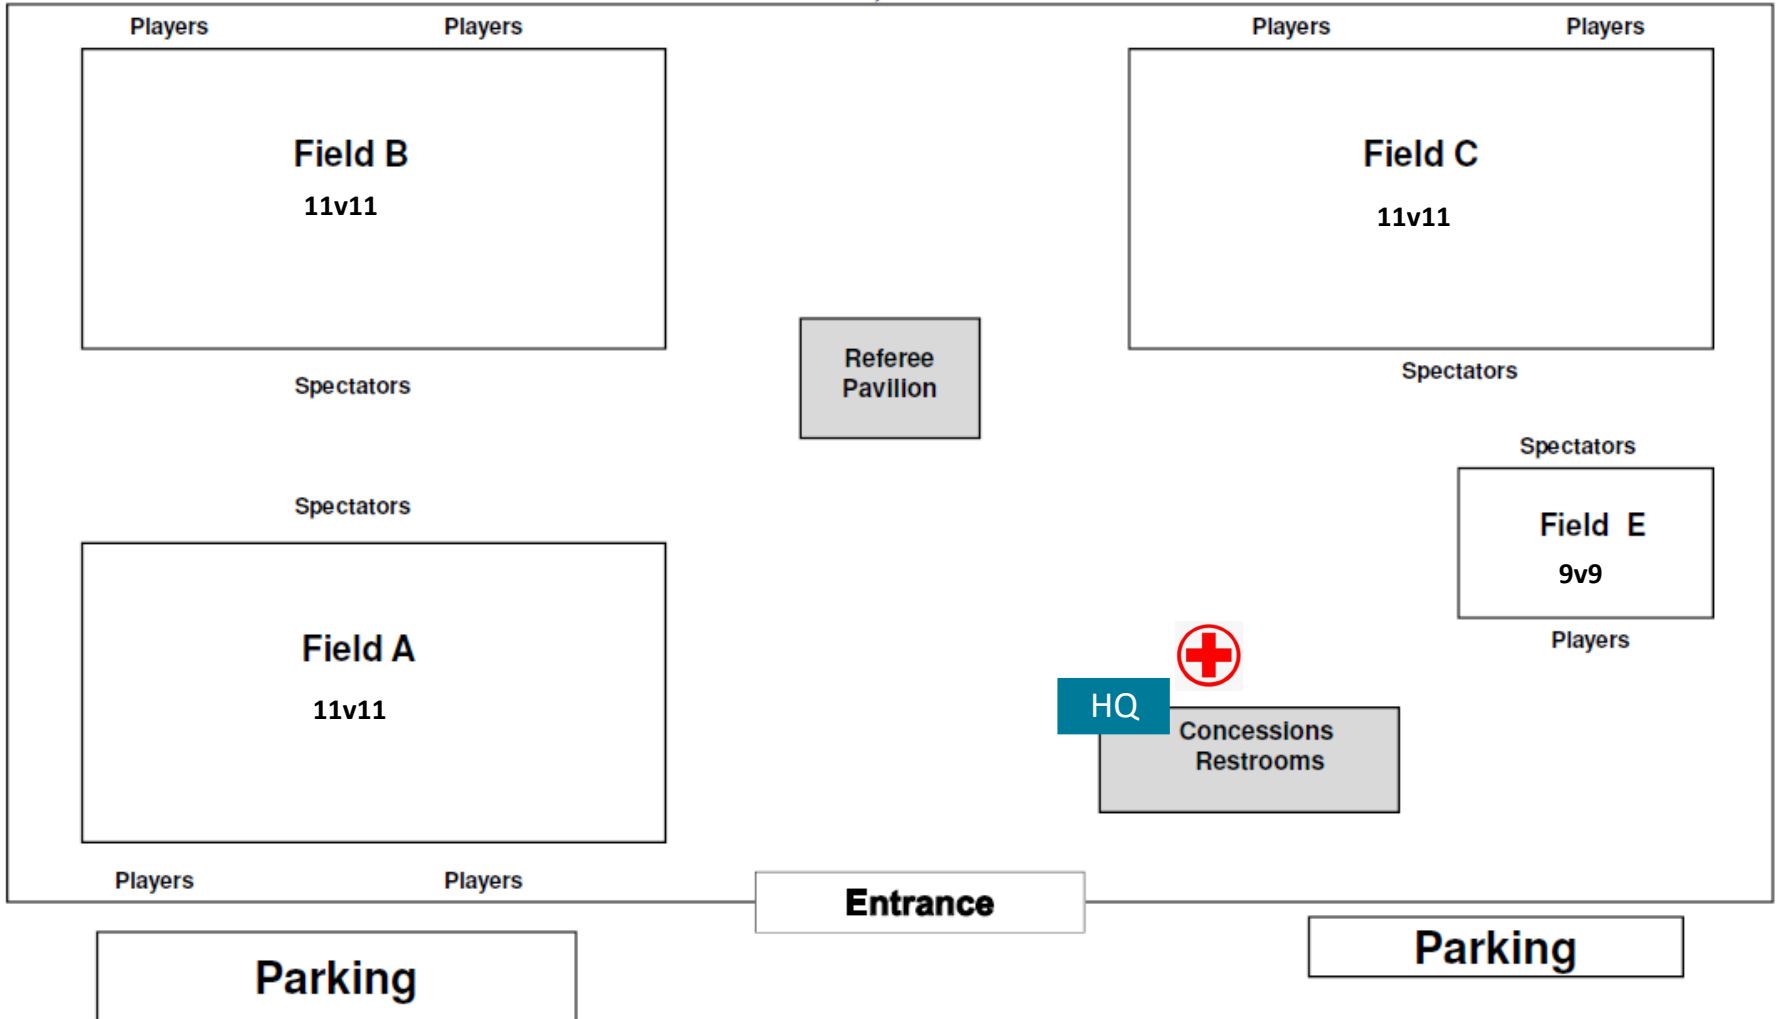 Players Players
Players Players
Field B
11v11
Field C
11v11
Referee
Pavilion
Spectators
Spectators
Spectators
Field E
9v9
Players
Spectators
Field A
11v11
HQ
Concessions
Restrooms
Players Players
Entrance
Parking
Parking